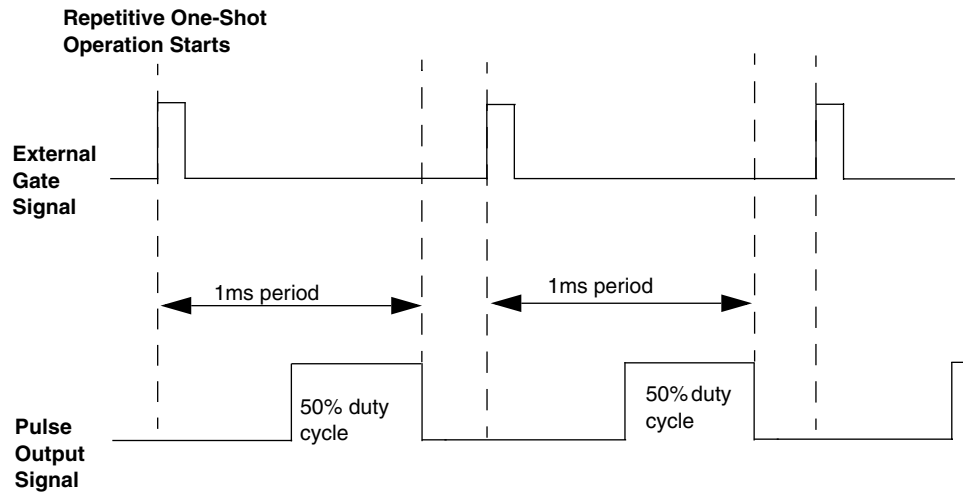 Repetitive One-Shot
Operation Starts
External
Gate
Signal
1ms period
1ms period
50% duty
cycle
50% duty
cycle
Pulse
Output
Signal